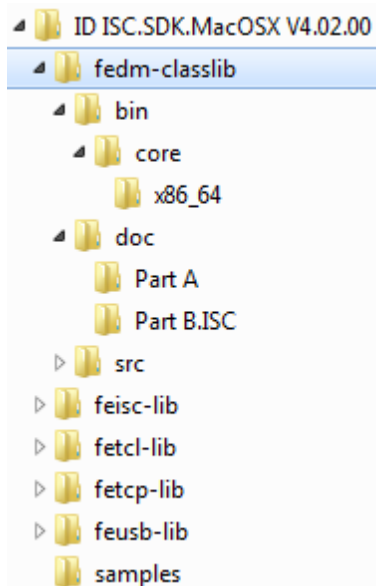 ID ISC.SDK.MacOSX V4.02.00
fedm-classlib
bin
core
x86_64
doc
Part A
Part B.ISC
src
feisc-lib
fetcl-lib
fetcp-lib
feusb-lib
samples